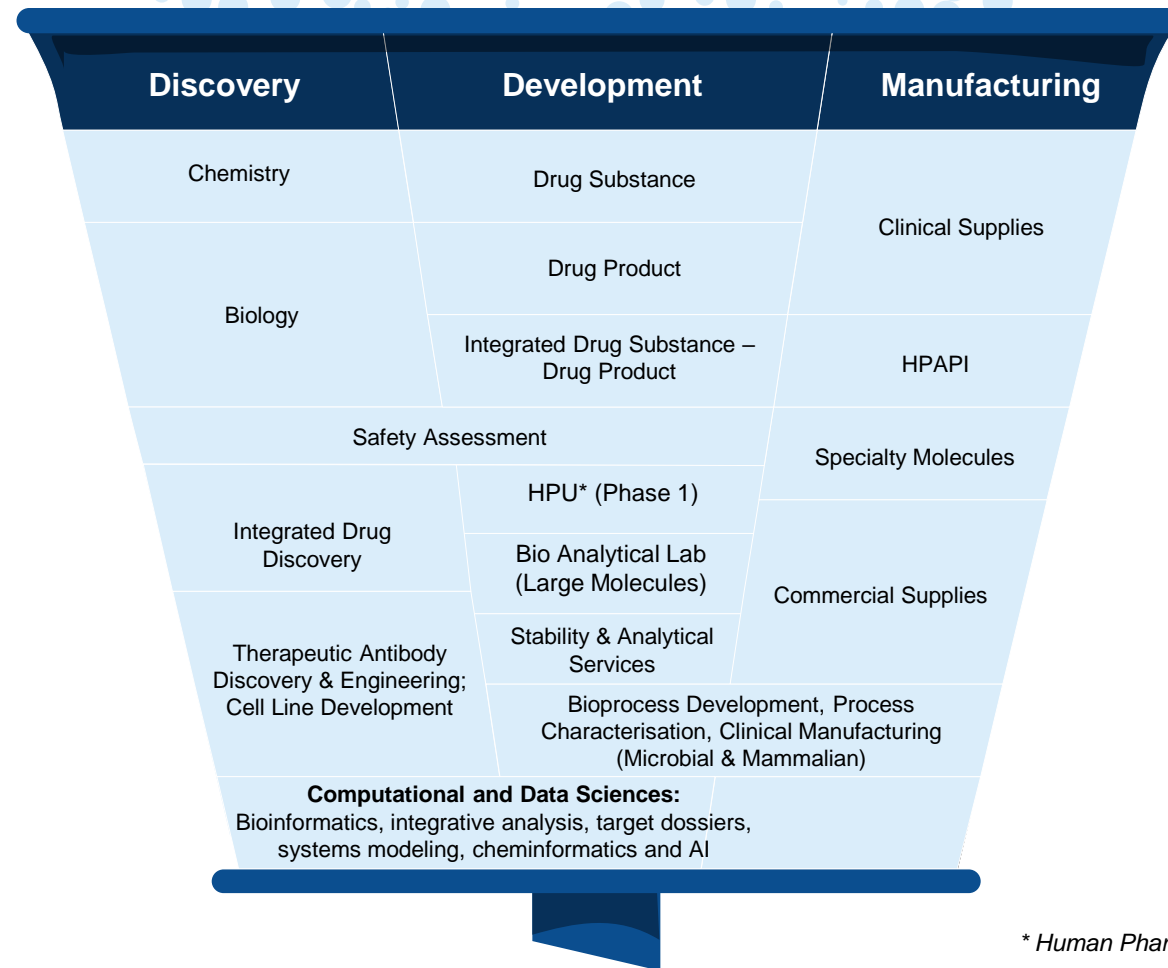 Discovery
Development
Manufacturing
Chemistry
Drug Substance
Clinical Supplies
Drug Product
Biology
Integrated Drug Substance –
Drug Product
HPAPI
Safety Assessment
Specialty Molecules
HPU* (Phase 1)
Integrated Drug
Discovery
Bio Analytical Lab
(Large Molecules)
Commercial Supplies
Stability & Analytical
Services
Therapeutic Antibody
Discovery & Engineering;
Cell Line Development
Bioprocess Development, Process
Characterisation, Clinical Manufacturing
(Microbial & Mammalian)
Computational and Data Sciences:
Bioinformatics, integrative analysis, target dossiers,
systems modeling, cheminformatics and AI
* Human